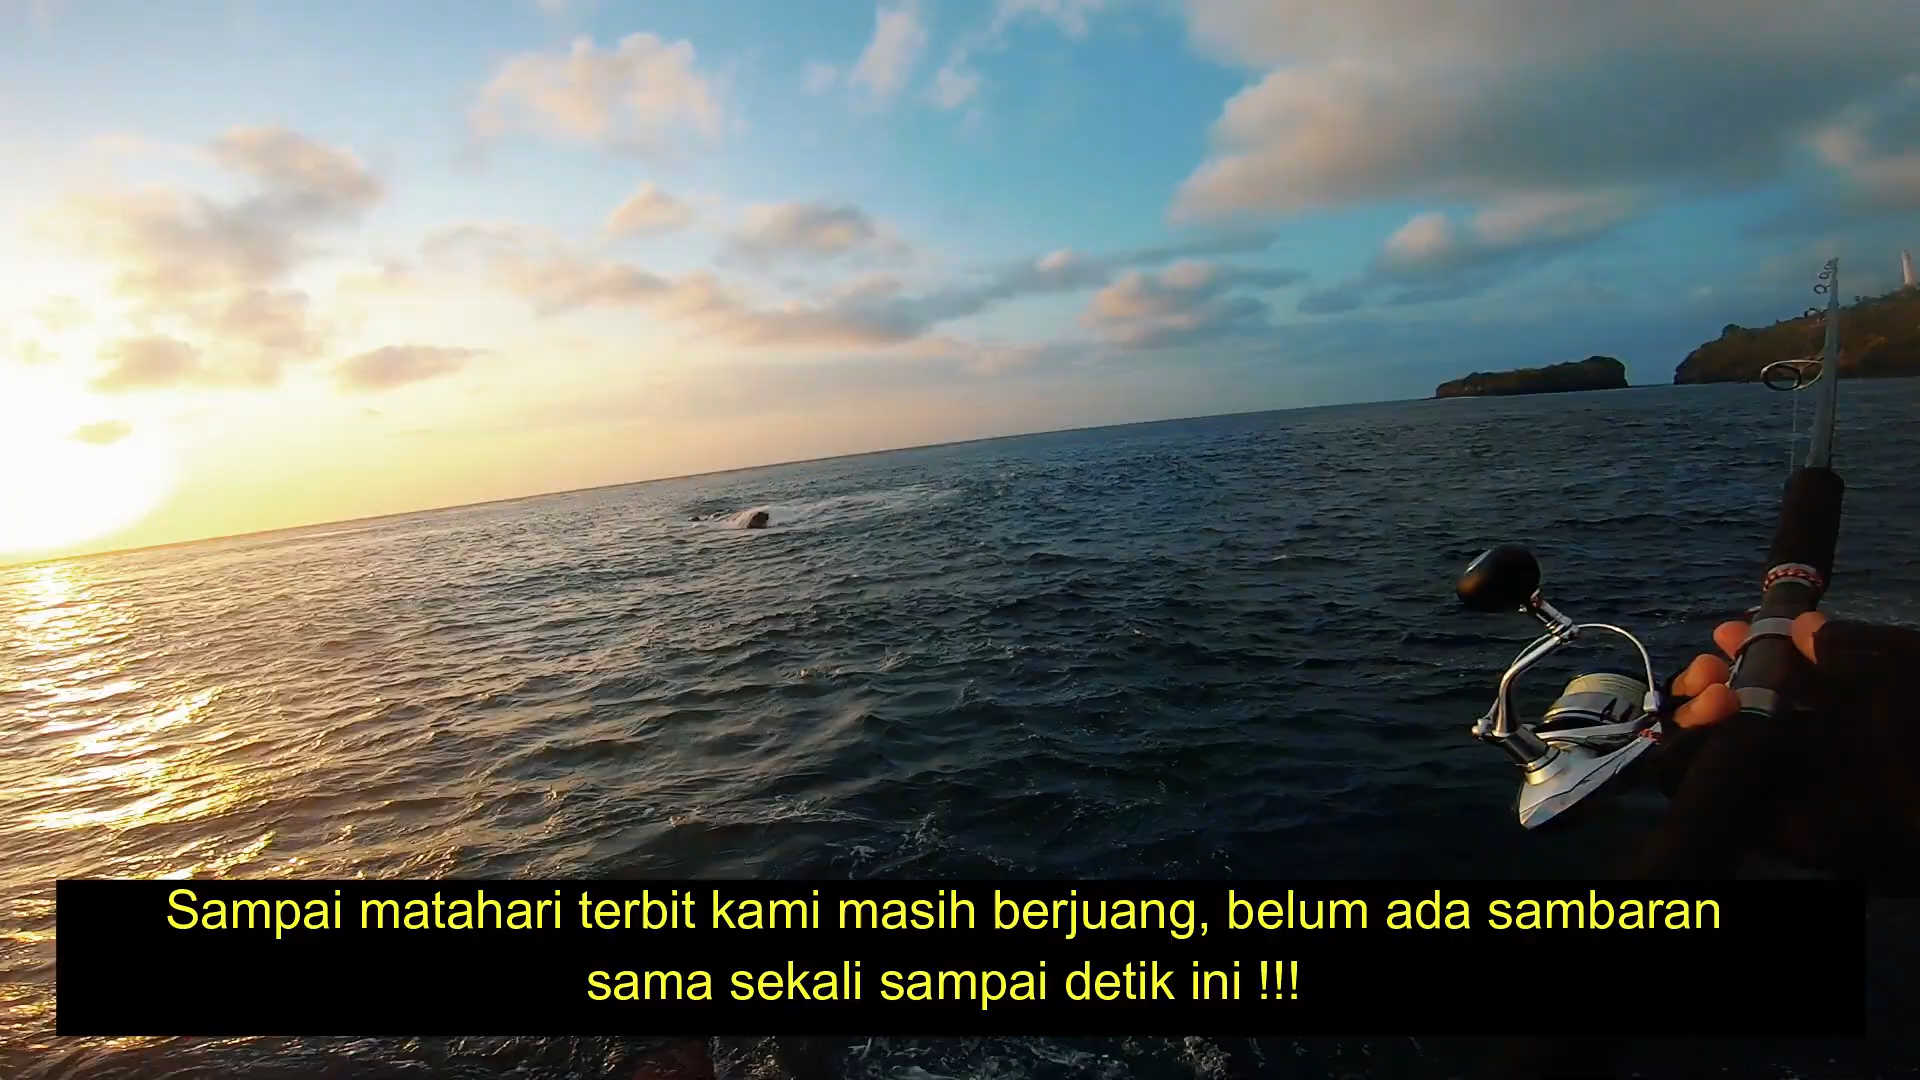 Sampai matahari terbit kami masih berjuang, belum ada sambaran
sama sekali sampai detik ini !!!